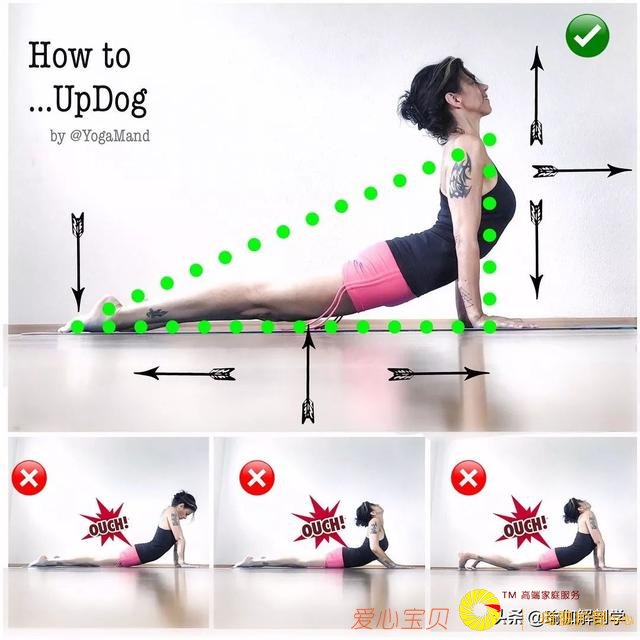 How to
...UpDog
by @YogaMand
OUCH!
OUCH!
OUCH!
TM 高端家庭服务
爱心宝贝
头条 @瑜伽解剖学